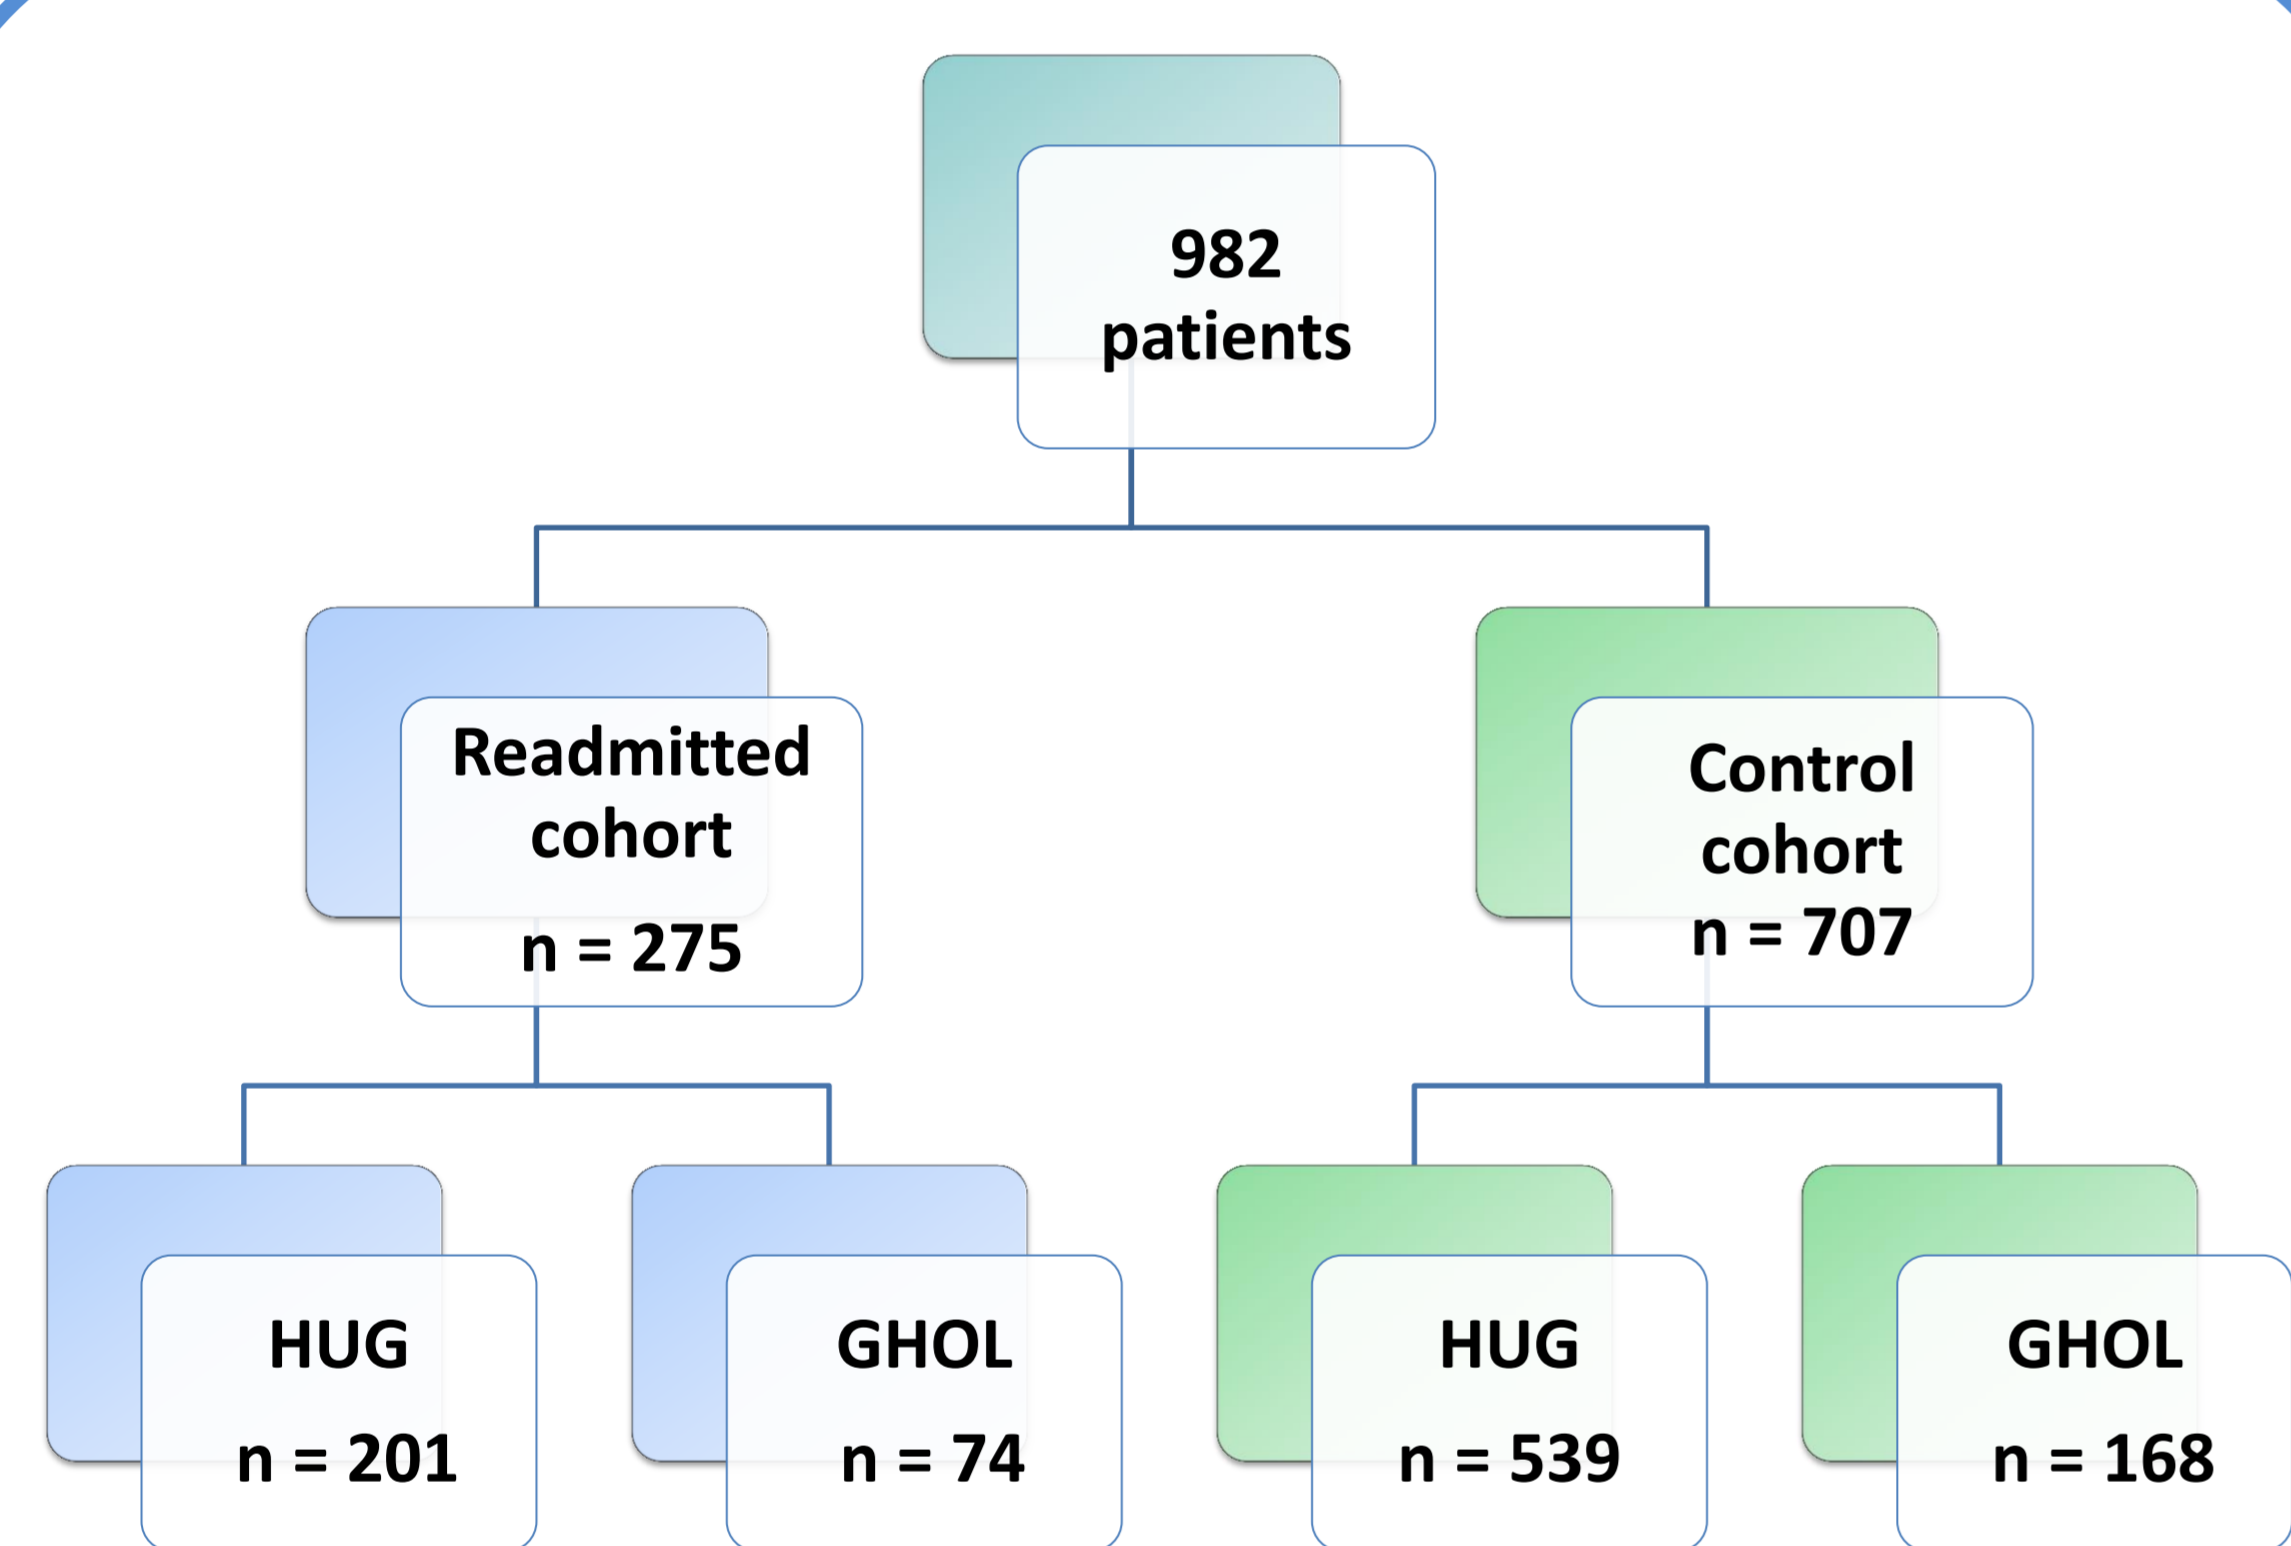 982
patients
Readmitted
cohort
n = 275
Control
cohort
n = 707
HUG
n = 201
GHOL
n = 74
HUG
n = 539
GHOL
n = 168